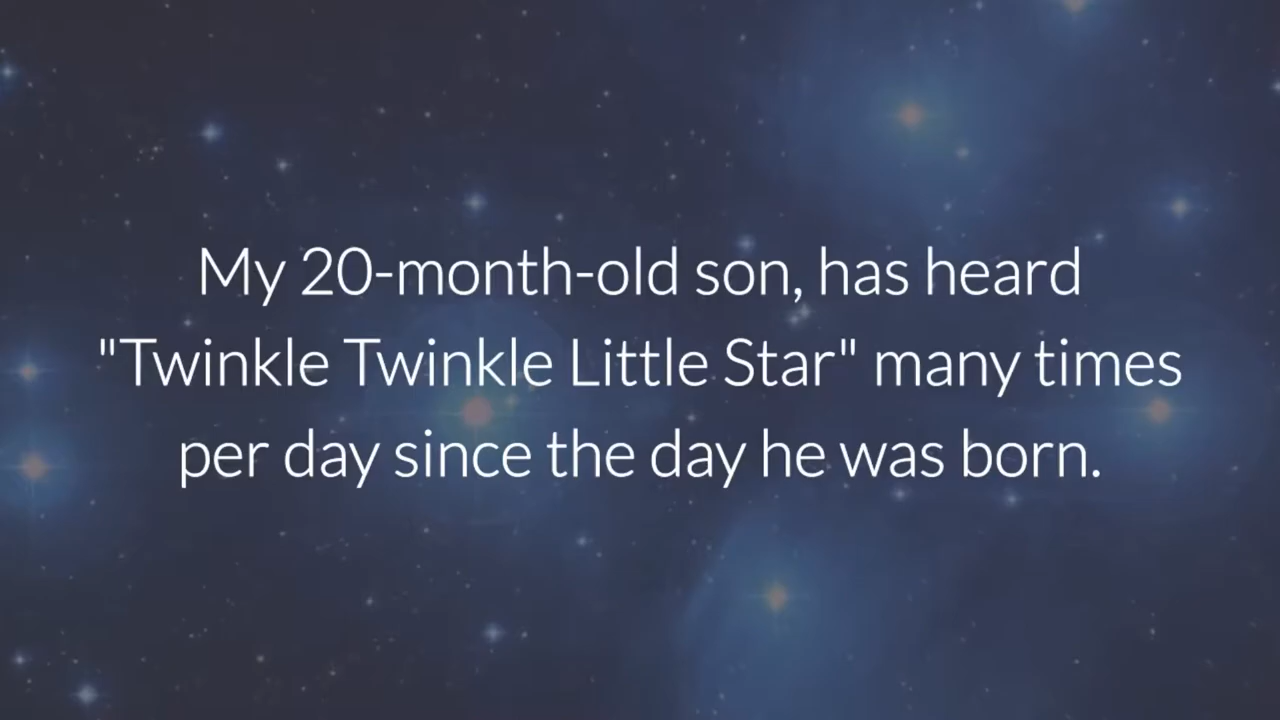 My 20-month-old son, has heard
"Twinkle Twinkle Little Star" many times
per day since the day he was born.